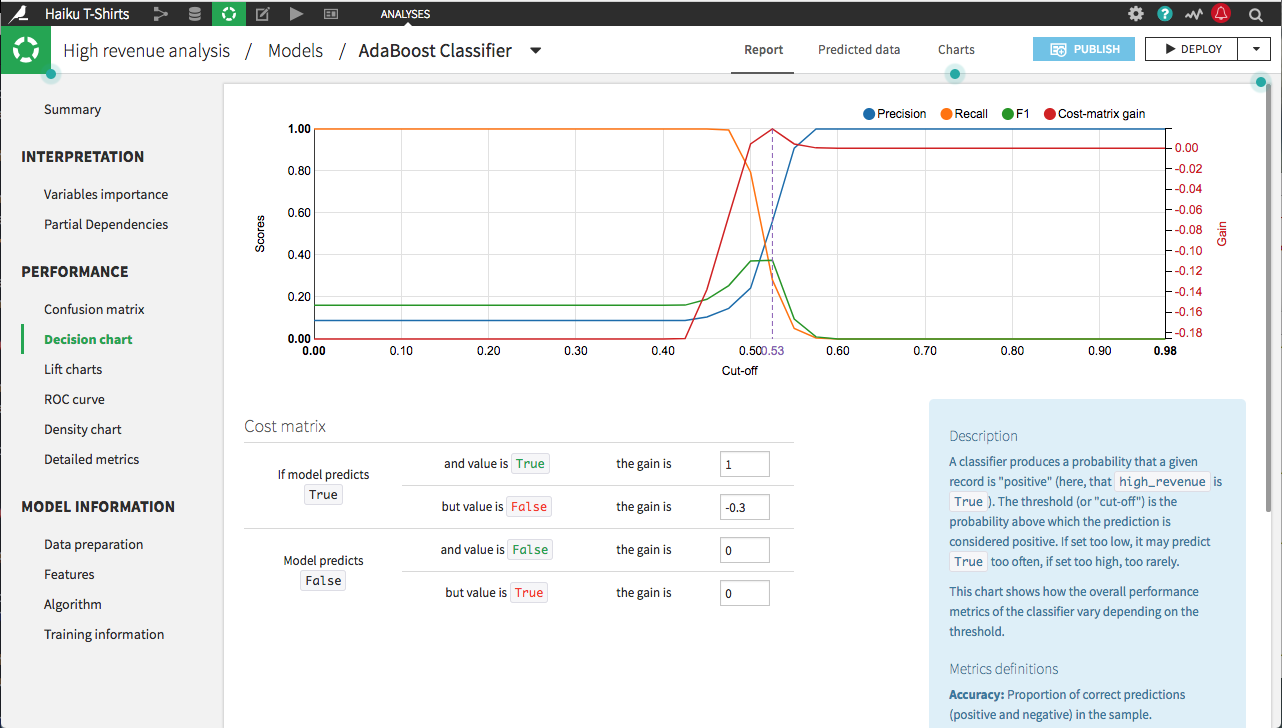 Haiku T-Shirts
ANALYSES
High revenue analysis / Models / AdaBoost Classifier
Report
Predicted data
Charts
PUBLISH
DEPLOY
Summary
INTERPRETATION
Variables importance
Partial Dependencies
PERFORMANCE
Confusion matrix
Decision chart
Lift charts
ROC curve
Density chart
Detailed metrics
MODEL INFORMATION
Data preparation
Features
Algorithm
Training information
Precision Recall F1 Cost-matrix gain
Scores
1.00
0.80
0.60
0.40
0.20
0.00
0.00 0.10 0.20 0.30 0.40 0.50 0.53 0.60 0.70 0.80 0.90 0.98
Cut-off
0.00
-0.02
-0.04
-0.06
-0.08
-0.10
-0.12
-0.14
-0.16
-0.18
Gain
Cost matrix
If model predicts
True
and value is True the gain is 1
but value is False the gain is -0.3
Model predicts
False
and value is False the gain is 0
but value is True the gain is 0
Description
A classifier produces a probability that a given
record is "positive" (here, that high_revenue is
True ). The threshold (or "cut-off") is the
probability above which the prediction is
considered positive. If set too low, it may predict
True too often, if set too high, too rarely.
This chart shows how the overall performance
metrics of the classifier vary depending on the
threshold.
Metrics definitions
Accuracy: Proportion of correct predictions
(positive and negative) in the sample.